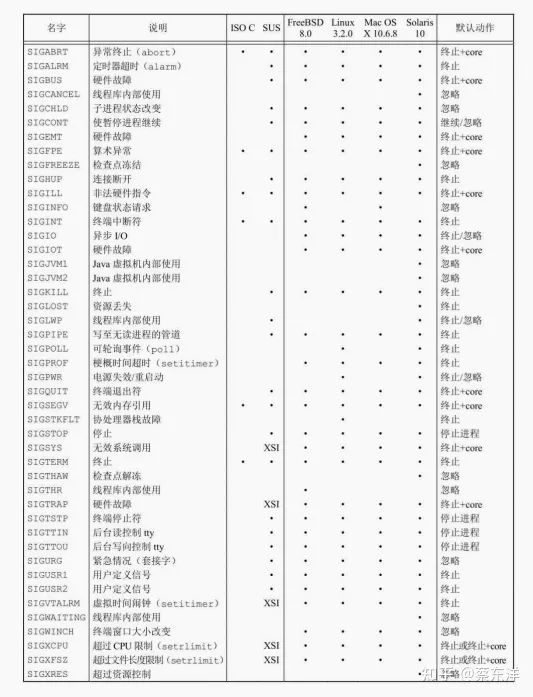 名字 说明 ISO C SUS FreeBSD 8.0 Linux 3.2.0 Mac OS X 10.6.8 Solaris 10 默认动作
SIGABRT 异常终止（abort） • • • • • • 终止+core
SIGALRM 定时器超时（alarm） • • • • • 终止
SIGBUS 硬件故障 • • • • • 终止+core
SIGCANCEL 线程库内部使用 • 忽略
SIGCHLD 子进程状态改变 • • • • • 忽略
SIGCONT 使暂停进程继续 • • • • • 继续/忽略
SIGEMT 硬件故障 • • • • 终止+core
SIGFPE 算术异常 • • • • • • 终止+core
SIGFREEZE 检查点冻结 • 忽略
SIGHUP 连接断开 • • • • • 终止
SIGILL 非法硬件指令 • • • • • • 终止+core
SIGINFO 键盘状态请求 • • 忽略
SIGINT 终端中断符 • • • • • • 终止
SIGIO 异步 I/O • • • • 终止/忽略
SIGIOT 硬件故障 • • • • 终止+core
SIGJVM1 Java 虚拟机内部使用 • 忽略
SIGJVM2 Java 虚拟机内部使用 • 忽略
SIGKILL 终止 • • • • • 终止
SIGLOST 资源丢失 • 终止
SIGLWP 线程库内部使用 • • 终止/忽略
SIGPIPE 写至无读进程的管道 • • • • • 终止
SIGPOLL 可轮询事件（poll） • • 终止
SIGPROF 梗概时间超时（setitimer） • • • • 终止
SIGPWR 电源失效/重启动 • • 终止/忽略
SIGQUIT 终端退出符 • • • • • 终止+core
SIGSEGV 无效内存引用 • • • • • • 终止+core
SIGSTKFLT 协处理器栈故障 • 终止
SIGSTOP 停止 • • • • • 停止进程
SIGSYS 无效系统调用 XSI • • • • 终止+core
SIGTERM 终止 • • • • • • 终止
SIGTHAW 检查点解冻 • 忽略
SIGTHR 线程库内部使用 • 忽略
SIGTRAP 硬件故障 XSI • • • • 终止+core
SIGTSTP 终端停止符 • • • • • 停止进程
SIGTTIN 后台读控制 tty • • • • • 停止进程
SIGTTOU 后台写向控制 tty • • • • • 停止进程
SIGURG 紧急情况（套接字） • • • • • 忽略
SIGUSR1 用户定义信号 • • • • • 终止
SIGUSR2 用户定义信号 • • • • • 终止
SIGVTALRM 虚拟时间闹钟（setitimer） XSI • • • • 终止
SIGWAITING 线程库内部使用 • 忽略
SIGWINCH 终端窗口大小改变 • • • • 忽略
SIGXCPU 超过 CPU 限制（setrlimit） XSI • • • • 终止或终止+core
SIGXFSZ 超过文件长度限制（setrlimit） XSI • • • • 终止或终止+core
SIGXRES 超过资源控制 • 忽略
知乎 @蔡东洋